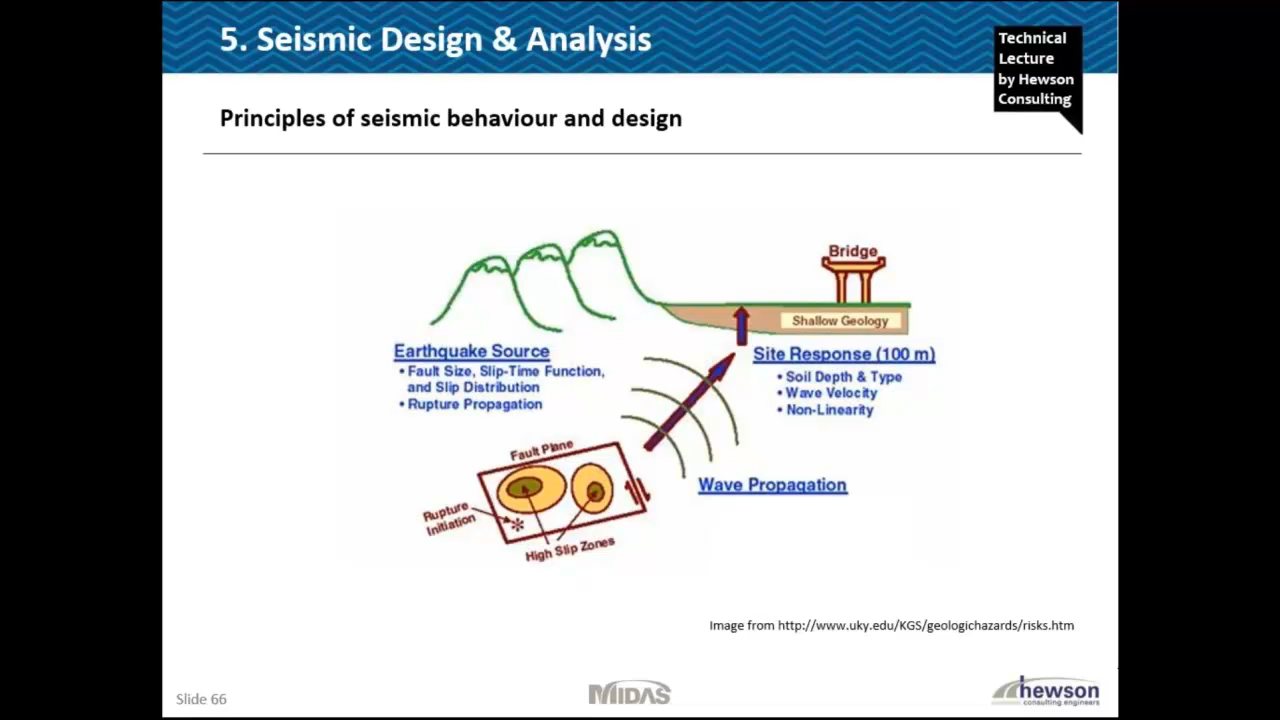 5. Seismic Design & Analysis
Technical
Lecture
by Hewson
Consulting
Principles of seismic behaviour and design
Bridge
Shallow Geology
Earthquake Source
• Fault Size, Slip-Time Function,
and Slip Distribution
• Rupture Propagation
Site Response (100 m)
• Soil Depth & Type
• Wave Velocity
• Non-Linearity
Fault Plane
Wave Propagation
Rupture
Initiation
High Slip Zones
Image from http://www.uky.edu/KGS/geologichazards/risks.htm
Slide 66
MIDAS
hewson
consulting engineers